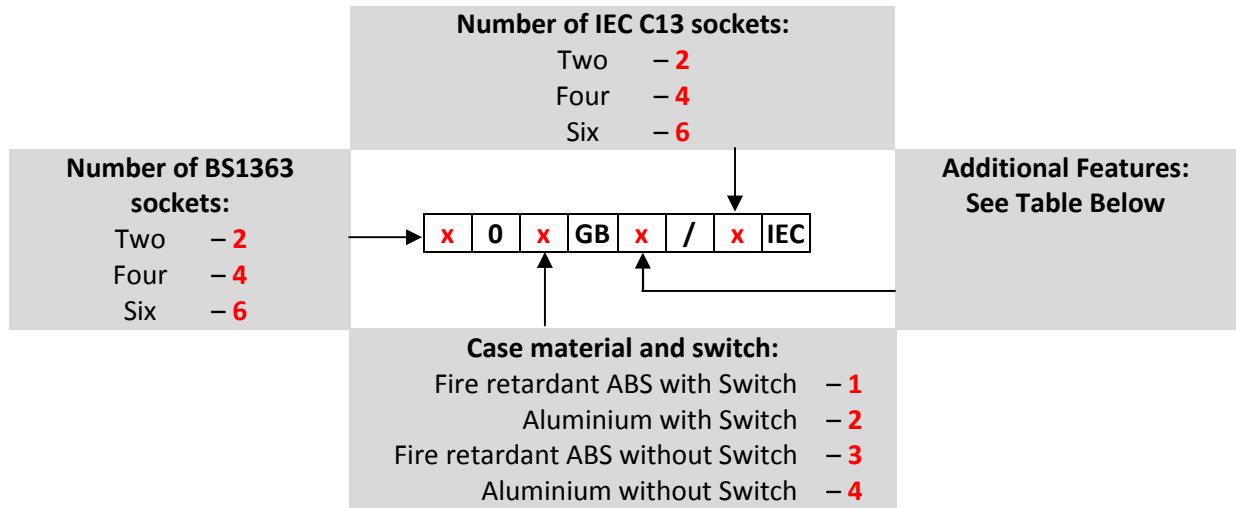 Number of IEC C13 sockets:
Two – 2
Four – 4
Six – 6
Number of BS1363
sockets:
Two – 2
Four – 4
Six – 6
x 0 x GB x / x IEC
Additional Features:
See Table Below
Case material and switch:
Fire retardant ABS with Switch – 1
Aluminium with Switch – 2
Fire retardant ABS without Switch – 3
Aluminium without Switch – 4